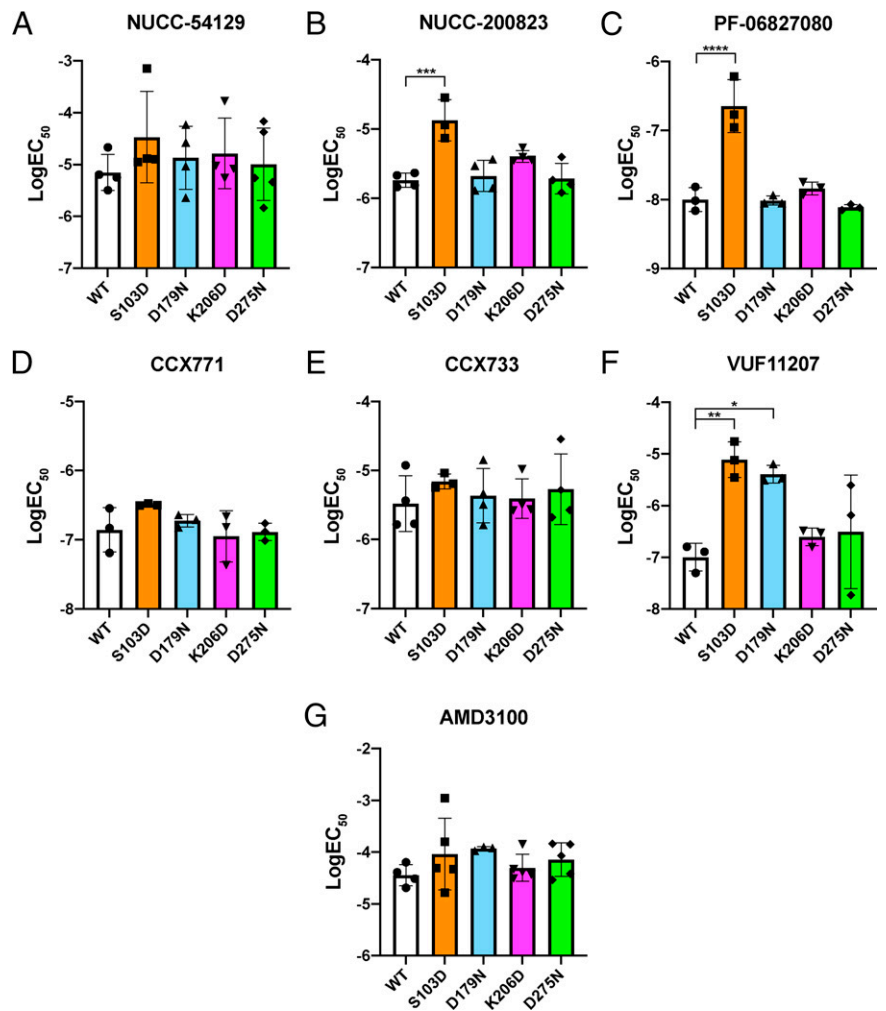 A NUCC-54129
LogEC50
-3
-4
-5
-6
-7
WT S103D D179N K206D D275N
B NUCC-200823
LogEC50
-4
-5
-6
-7
***
WT S103D D179N K206D D275N
C PF-06827080
LogEC50
-6
-7
-8
-9
****
WT S103D D179N K206D D275N
D CCX771
LogEC50
-5
-6
-7
-8
WT S103D D179N K206D D275N
E CCX733
LogEC50
-4
-5
-6
-7
WT S103D D179N K206D D275N
F VUF11207
LogEC50
-4
-5
-6
-7
-8
*
**
WT S103D D179N K206D D275N
G AMD3100
LogEC50
-2
-3
-4
-5
-6
WT S103D D179N K206D D275N